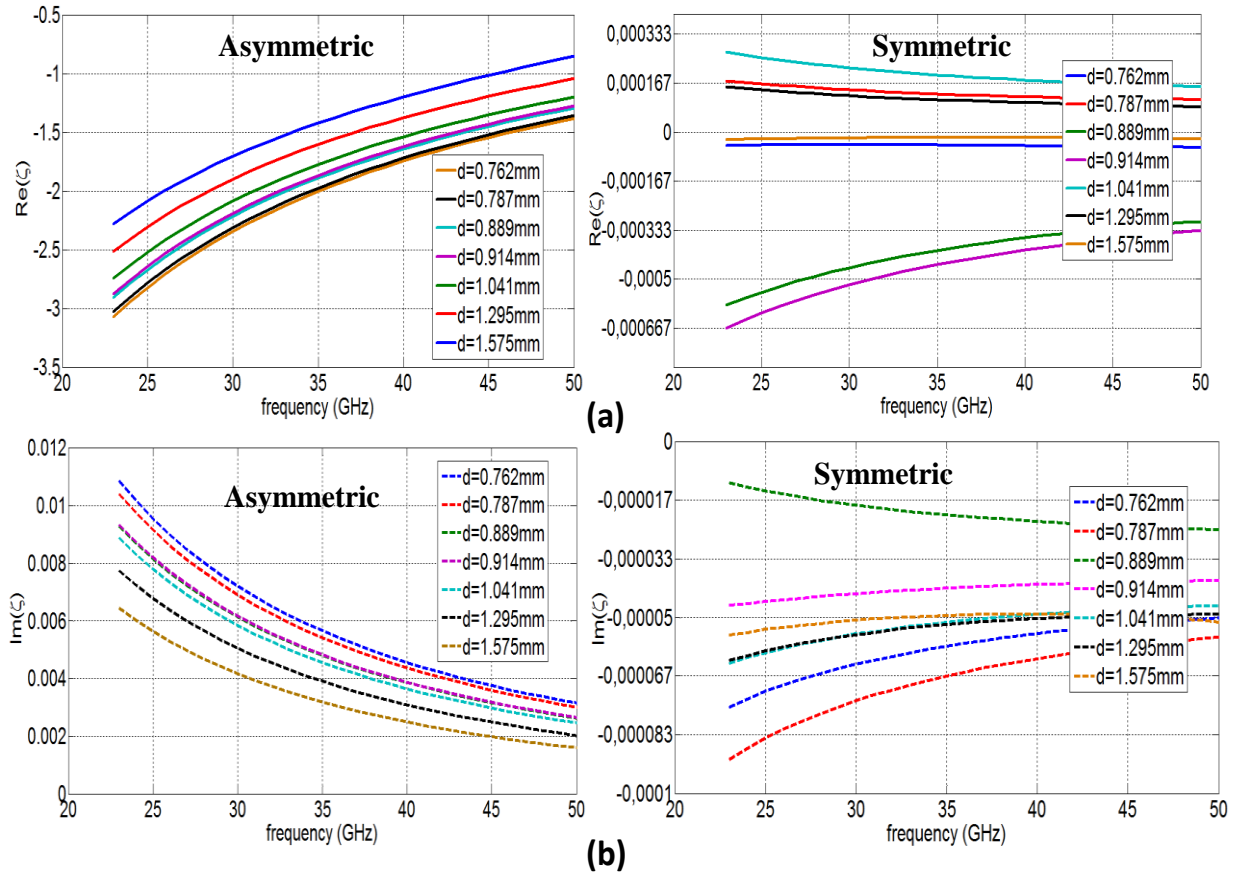 Asymmetric
-0.5
-1
-1.5
-2
-2.5
-3
-3.5
Re(ζ)
20 25 30 35 40 45 50
frequency (GHz)
d=0.762mm
d=0.787mm
d=0.889mm
d=0.914mm
d=1.041mm
d=1.295mm
d=1.575mm
Symmetric
0,000333
0,000167
0
-0,000167
-0,000333
-0,0005
-0,000667
Re(ζ)
20 25 30 35 40 45 50
frequency (GHz)
d=0.762mm
d=0.787mm
d=0.889mm
d=0.914mm
d=1.041mm
d=1.295mm
d=1.575mm
(a)
Asymmetric
0.012
0.01
0.008
0.006
0.004
0.002
0
Im(ζ)
20 25 30 35 40 45 50
frequency (GHz)
d=0.762mm
d=0.787mm
d=0.889mm
d=0.914mm
d=1.041mm
d=1.295mm
d=1.575mm
Symmetric
0
-0,000017
-0,000033
-0,00005
-0,000067
-0,000083
-0,0001
Im(ζ)
20 25 30 35 40 45 50
frequency (GHz)
d=0.762mm
d=0.787mm
d=0.889mm
d=0.914mm
d=1.041mm
d=1.295mm
d=1.575mm
(b)